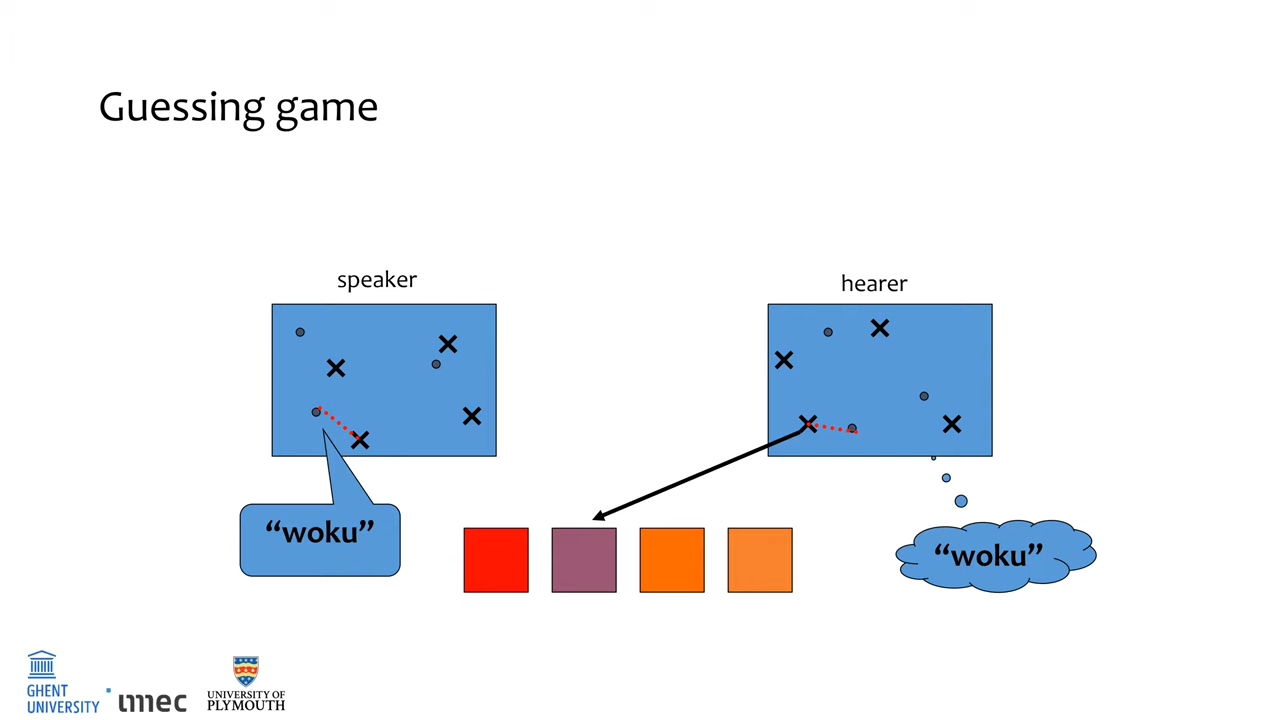 Guessing game
speaker
hearer
“woku”
“woku”
GHENT
UNIVERSITY
imec
UNIVERSITY OF
PLYMOUTH